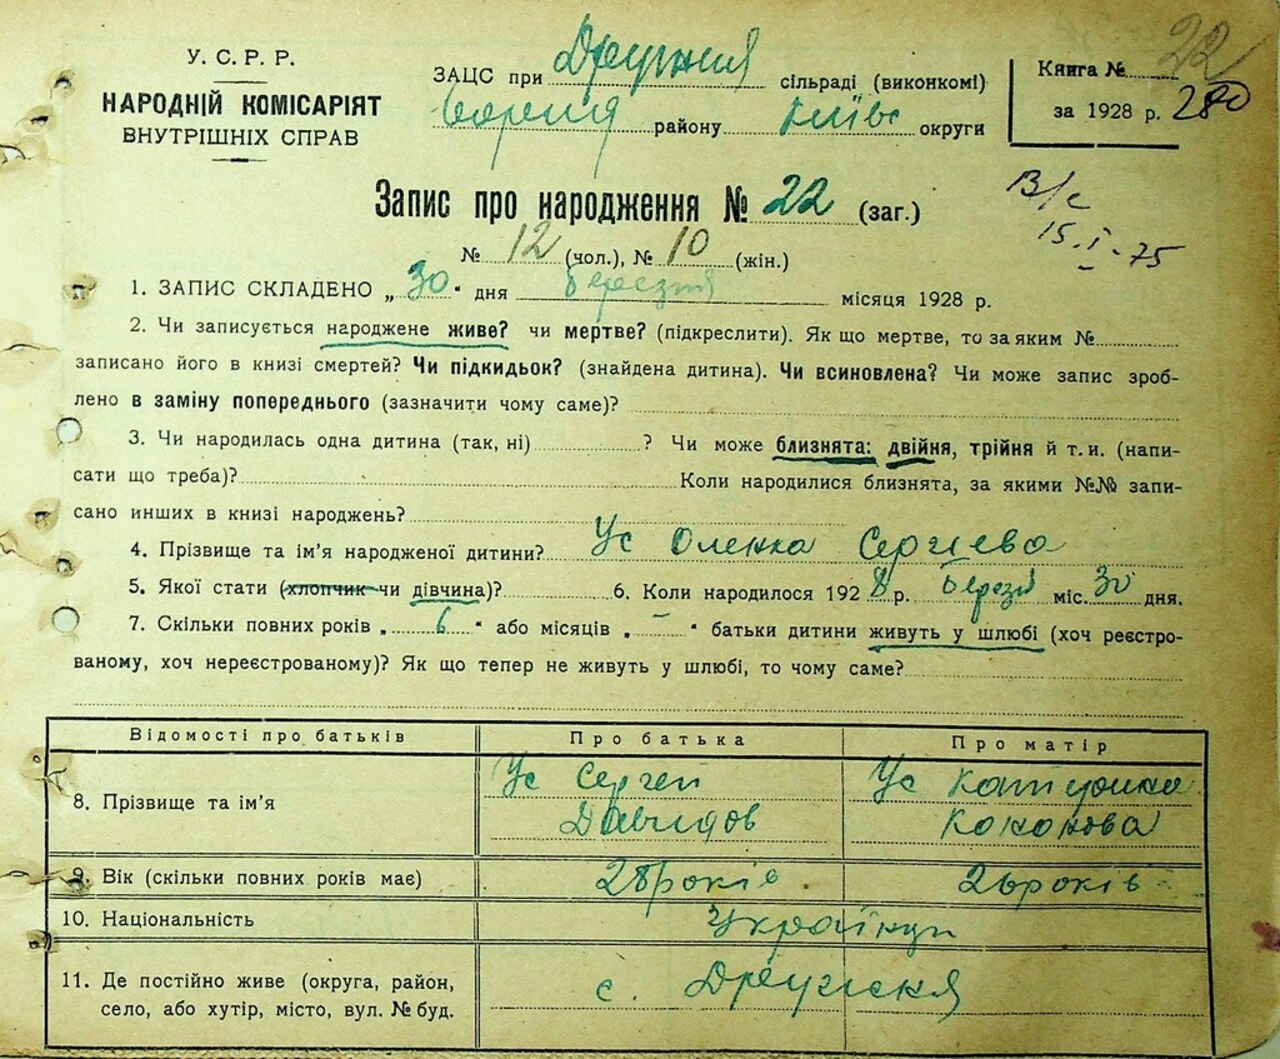 У. С. Р. Р.
НАРОДНІЙ КОМІСАРІЯТ
ВНУТРІШНІХ СПРАВ
ЗАЦС при Дружня сільраді (виконкомі)
району Київс округи
Книга № 22
за 1928 р. 280
Запис про народження № 22 (заг.)
№ 12 (чол.), № 10 (жін.)
В/с
15-I-75
1. ЗАПИС СКЛАДЕНО „30" дня березня місяця 1928 р.
2. Чи записується народжене живе? чи мертве? (підкреслити). Як що мертве, то за яким №
записано його в книзі смертей? Чи підкидьок? (знайдена дитина). Чи всиновлена? Чи може запис зроб-
лено в заміну попереднього (зазначити чому саме)?
3. Чи народилась одна дитина (так, ні) ? Чи може близнята: двійня, трійня й т. и. (напи-
сати що треба)? Коли народилися близнята, за якими №№ запи-
сано инших в книзі народжень?
4. Прізвище та ім'я народженої дитини? Ус Оленка Сергієва
5. Якої стати (хлопчик чи дівчина)? 6. Коли народилося 1928 р. березн міс. 30 дня.
7. Скільки повних років „ 6 " або місяців „ – " батьки дитини живуть у шлюбі (хоч реєстро-
ваному, хоч нереєстрованому)? Як що тепер не живуть у шлюбі, то чому саме?
Відомості про батьків Про батька Про матір
8. Прізвище та ім'я Ус Сергей Давидов Ус Катерина
9. Вік (скільки повних років має) 28 років 26 років
10. Національність Українци
11. Де постійно живе (округа, район,
село, або хутір, місто, вул. № буд. с. Дружня